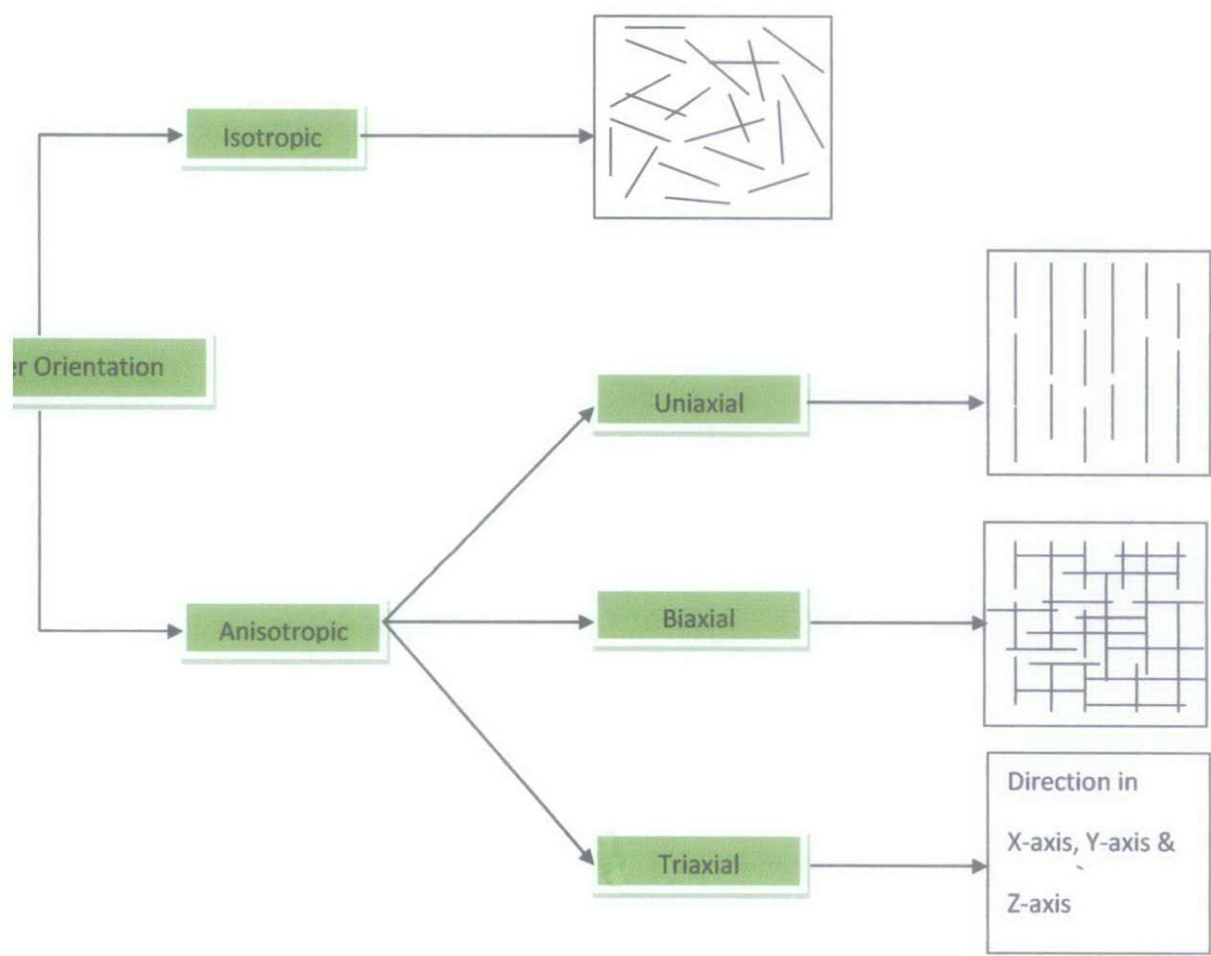 Isotropic
er Orientation
Uniaxial
Anisotropic
Biaxial
Triaxial
Direction in
X-axis, Y-axis &
Z-axis